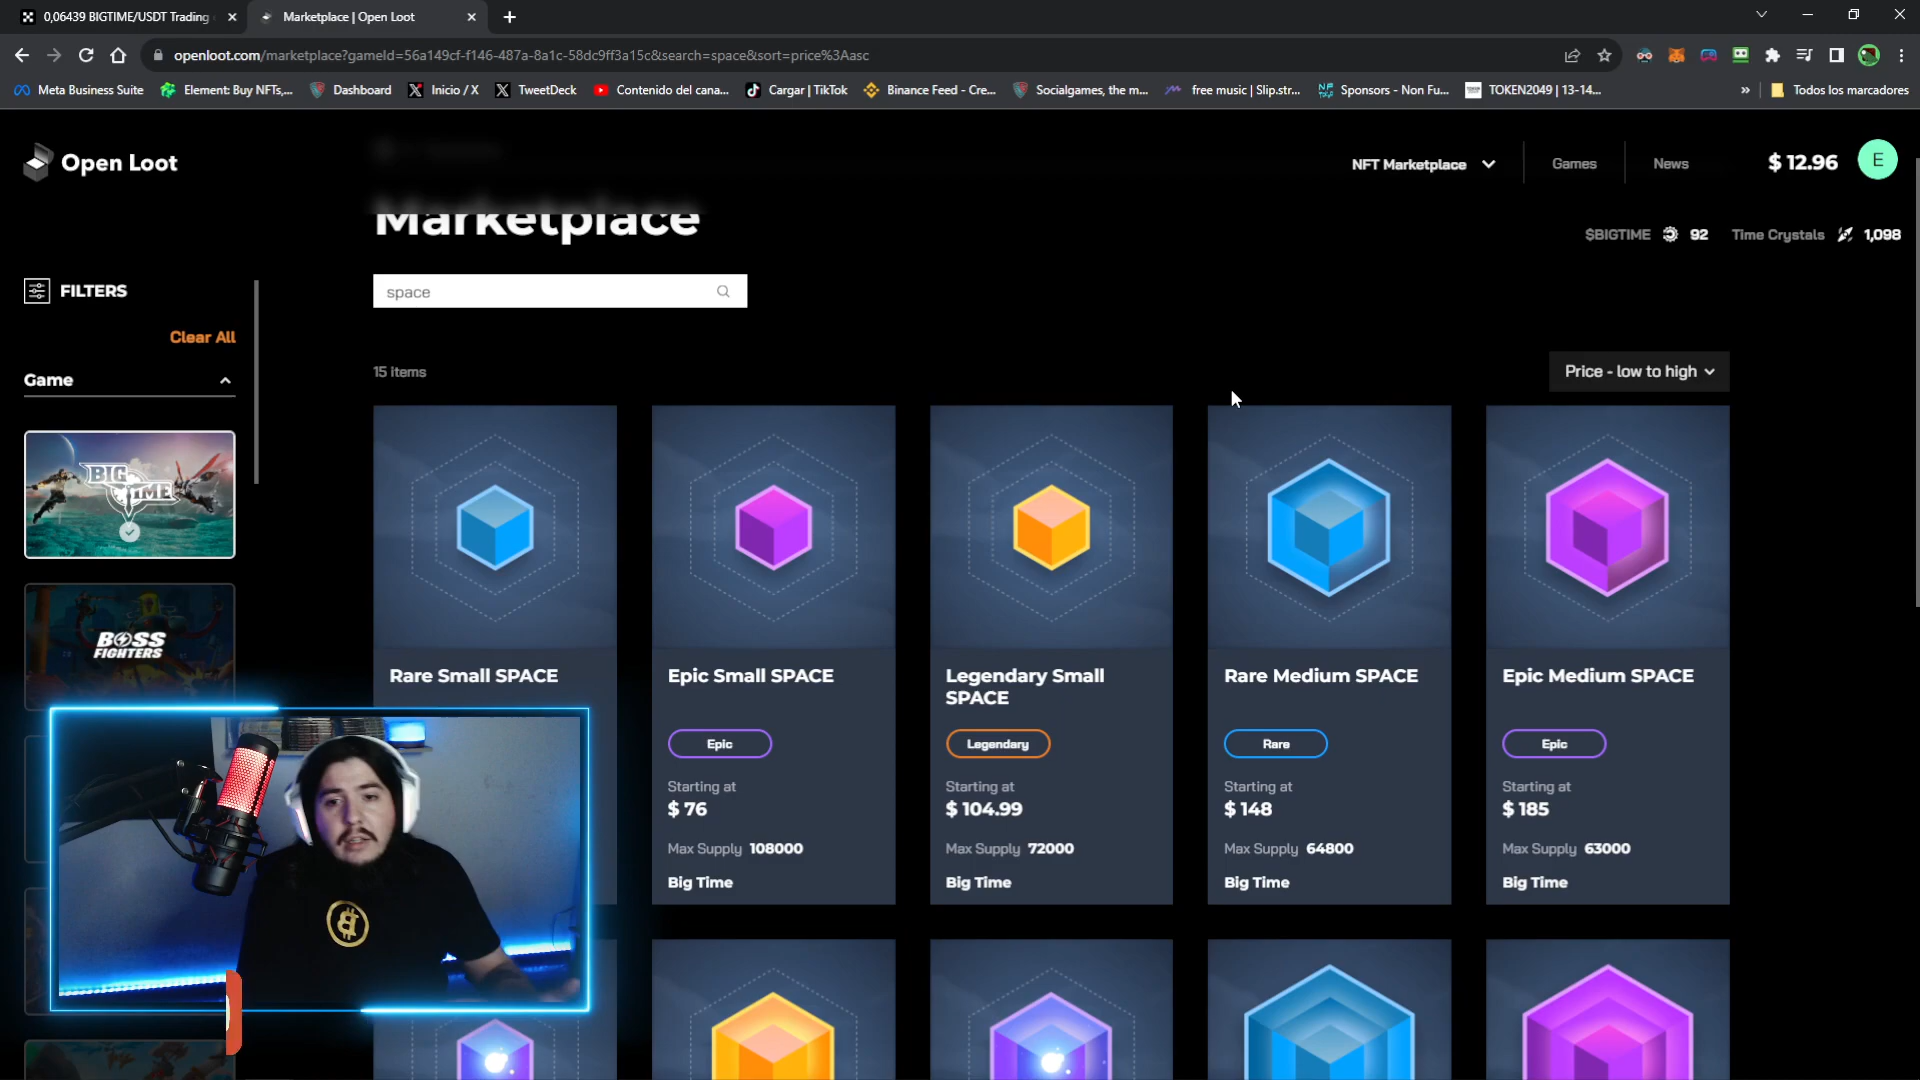 0,06439 BIGTIME/USDT Trading
Marketplace | Open Loot
openloot.com/marketplace?gameId=56a149cf-f146-487a-8a1c-58dc9ff3a15c&search=space&sort=price%3Aasc
Meta Business Suite
Element: Buy NFTs,...
Dashboard
Inicio / X
TweetDeck
Contenido del cana...
Cargar | TikTok
Binance Feed - Cre...
Socialgames, the m...
free music | Slip.str...
Sponsors - Non Fu...
TOKEN2049 | 13-14...
Todos los marcadores
Open Loot
NFT Marketplace
Games
News
$ 12.96
E
Marketplace
$BIGTIME 92 Time Crystals 1,098
FILTERS
space
Clear All
Game
15 items
Price - low to high
BIG TIME
BOSS FIGHTERS
Rare Small SPACE
Epic Small SPACE
Epic
Starting at
$ 76
Max Supply 108000
Big Time
Legendary Small
SPACE
Legendary
Starting at
$ 104.99
Max Supply 72000
Big Time
Rare Medium SPACE
Rare
Starting at
$ 148
Max Supply 64800
Big Time
Epic Medium SPACE
Epic
Starting at
$ 185
Max Supply 63000
Big Time